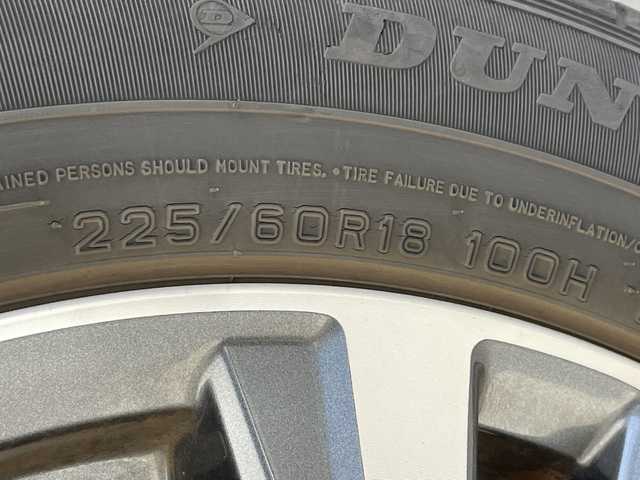 DUN
AINED PERSONS SHOULD MOUNT TIRES. • TIRE FAILURE DUE TO UNDERINFLATION/
225/60R18 100H